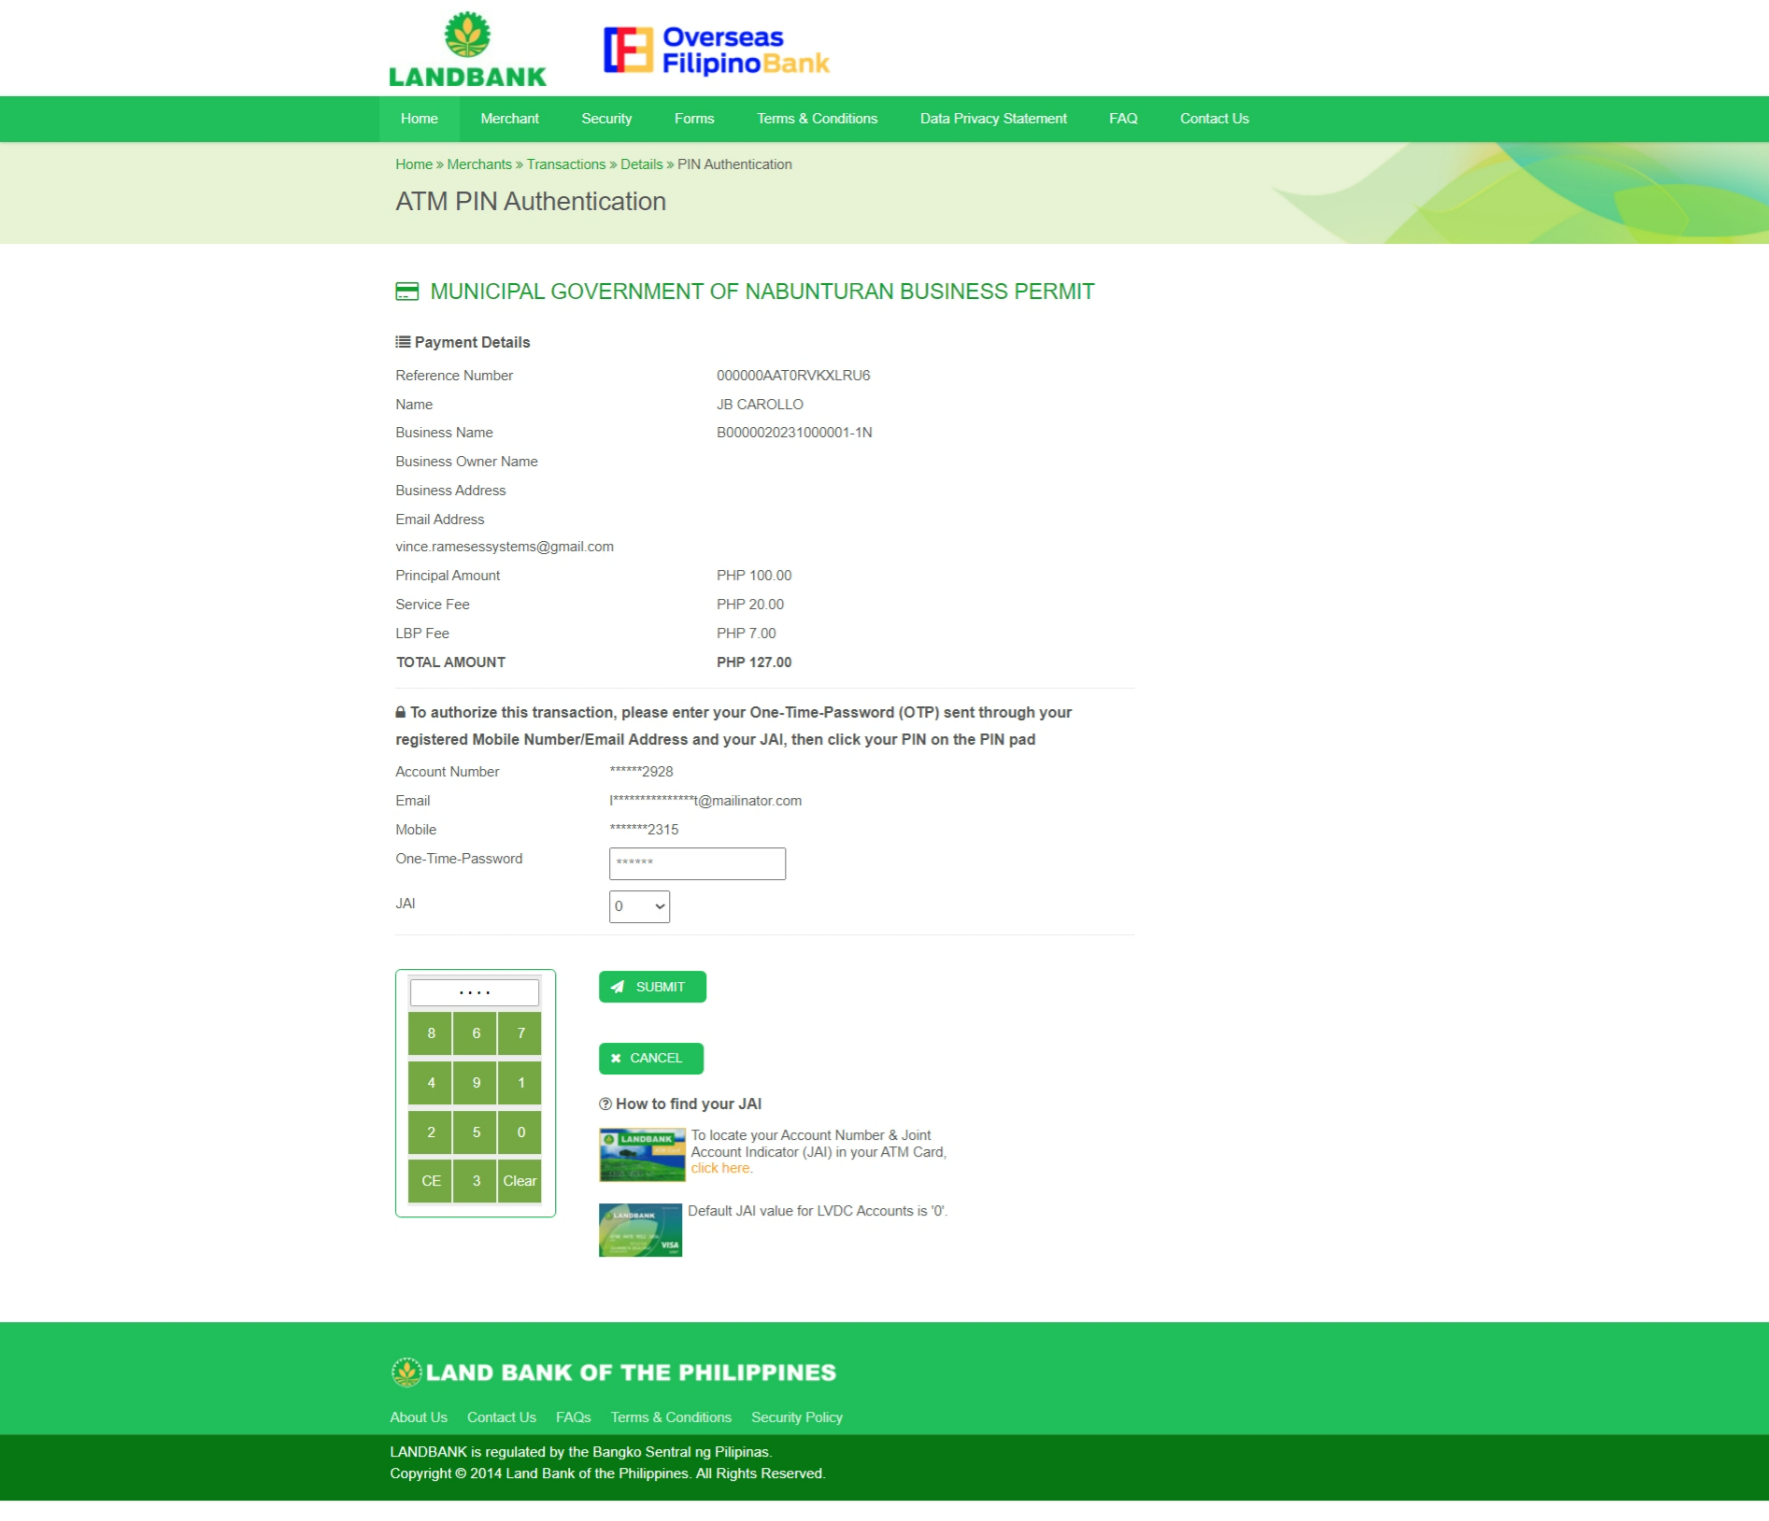 LANDBANK
Overseas
FilipinoBank
Home Merchant Security Forms Terms & Conditions Data Privacy Statement FAQ Contact Us
Home » Merchants » Transactions » Details » PIN Authentication
ATM PIN Authentication
MUNICIPAL GOVERNMENT OF NABUNTURAN BUSINESS PERMIT
Payment Details
Reference Number 000000AAT0RVKXLRU6
Name JB CAROLLO
Business Name B0000020231000001-1N
Business Owner Name
Business Address
Email Address
vince.ramesessystems@gmail.com
Principal Amount PHP 100.00
Service Fee PHP 20.00
LBP Fee PHP 7.00
TOTAL AMOUNT PHP 127.00
To authorize this transaction, please enter your One-Time-Password (OTP) sent through your
registered Mobile Number/Email Address and your JAI, then click your PIN on the PIN pad
Account Number ******2928
Email l***************t@mailinator.com
Mobile *******2315
One-Time-Password ******
JAI 0
....
8 6 7
4 9 1
2 5 0
CE 3 Clear
SUBMIT
CANCEL
How to find your JAI
LANDBANK
To locate your Account Number & Joint
Account Indicator (JAI) in your ATM Card,
click here.
LANDBANK
VISA
Default JAI value for LVDC Accounts is '0'.
LAND BANK OF THE PHILIPPINES
About Us Contact Us FAQs Terms & Conditions Security Policy
LANDBANK is regulated by the Bangko Sentral ng Pilipinas.
Copyright © 2014 Land Bank of the Philippines. All Rights Reserved.